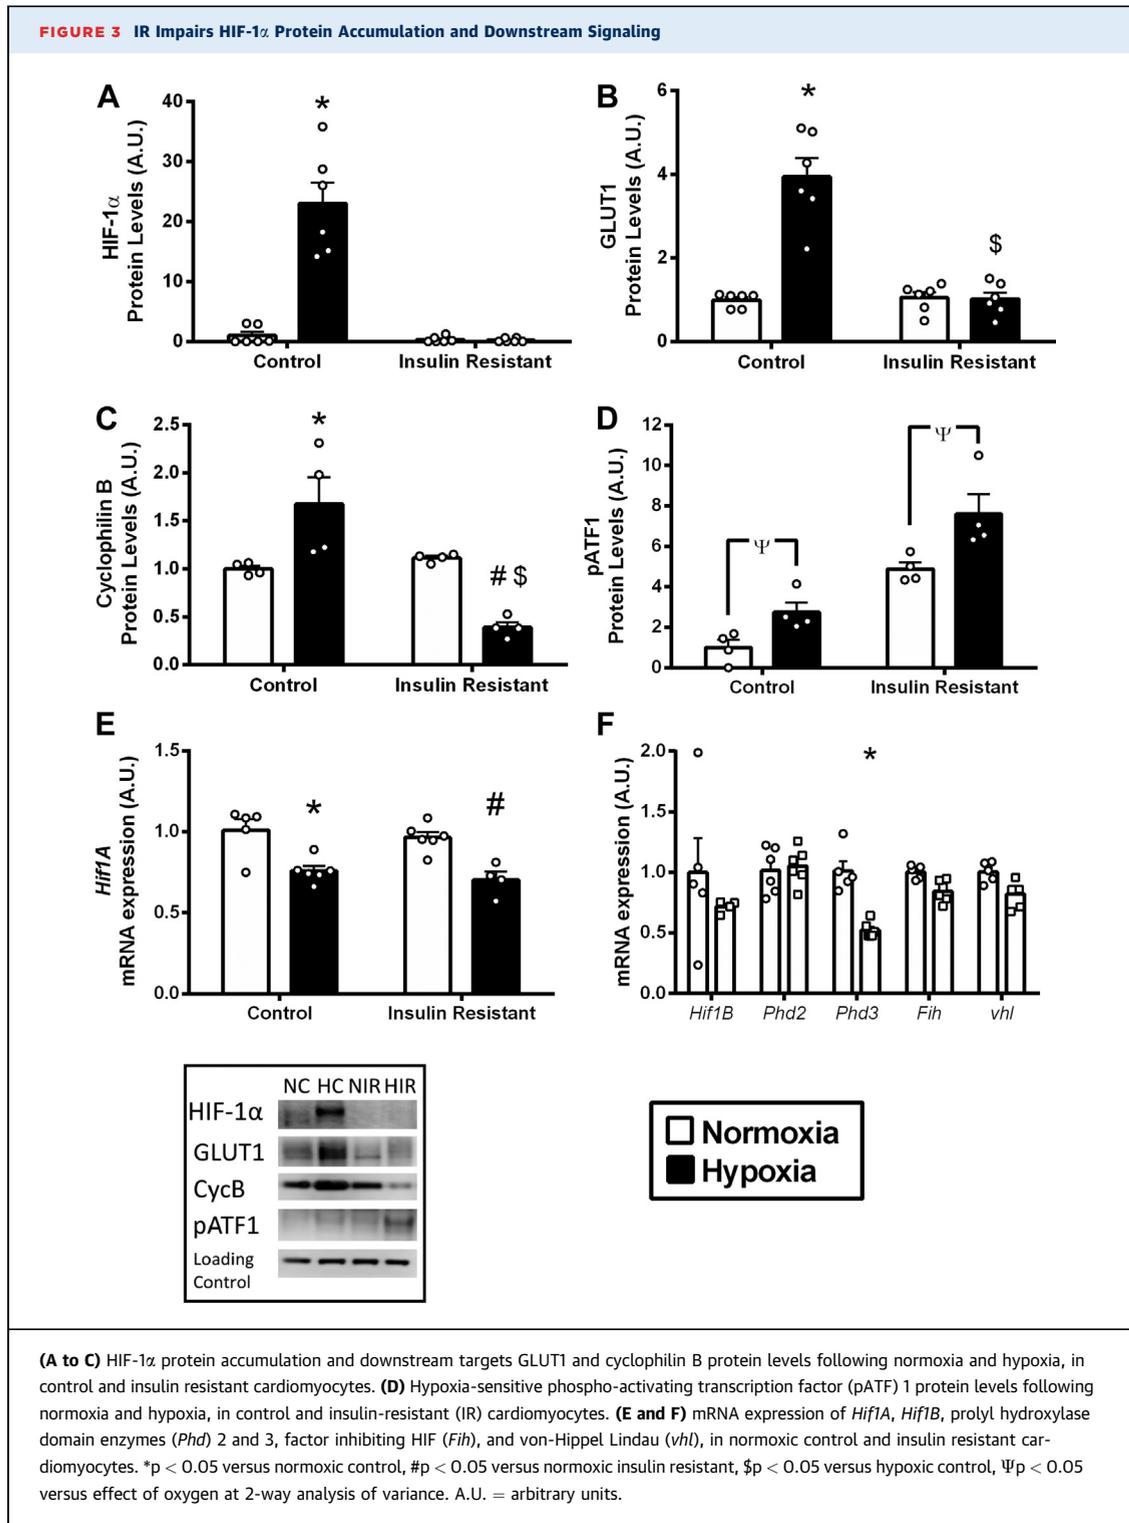 FIGURE 3 IR Impairs HIF-1α Protein Accumulation and Downstream Signaling
A
HIF-1α
Protein Levels (A.U.)
40
30
20
10
0
*
Control
Insulin Resistant
B
GLUT1
Protein Levels (A.U.)
6
4
2
0
*
$
Control
Insulin Resistant
C
Cyclophilin B
Protein Levels (A.U.)
2.5
2.0
1.5
1.0
0.5
0.0
*
# $
Control
Insulin Resistant
D
pATF1
Protein Levels (A.U.)
12
10
8
6
4
2
0
Ψ
Ψ
Control
Insulin Resistant
E
Hif1A
mRNA expression (A.U.)
1.5
1.0
0.5
0.0
*
#
Control
Insulin Resistant
F
mRNA expression (A.U.)
2.0
1.5
1.0
0.5
0.0
*
Hif1B Phd2 Phd3 Fih vhl
NC HC NIR HIR
HIF-1α
GLUT1
CycB
pATF1
Loading
Control
Normoxia
Hypoxia
(A to C) HIF-1α protein accumulation and downstream targets GLUT1 and cyclophilin B protein levels following normoxia and hypoxia, in
control and insulin resistant cardiomyocytes. (D) Hypoxia-sensitive phospho-activating transcription factor (pATF) 1 protein levels following
normoxia and hypoxia, in control and insulin-resistant (IR) cardiomyocytes. (E and F) mRNA expression of Hif1A, Hif1B, prolyl hydroxylase
domain enzymes (Phd) 2 and 3, factor inhibiting HIF (Fih), and von-Hippel Lindau (vhl), in normoxic control and insulin resistant car-
diomyocytes. *p < 0.05 versus normoxic control, #p < 0.05 versus normoxic insulin resistant, $p < 0.05 versus hypoxic control, Ψp < 0.05
versus effect of oxygen at 2-way analysis of variance. A.U. = arbitrary units.